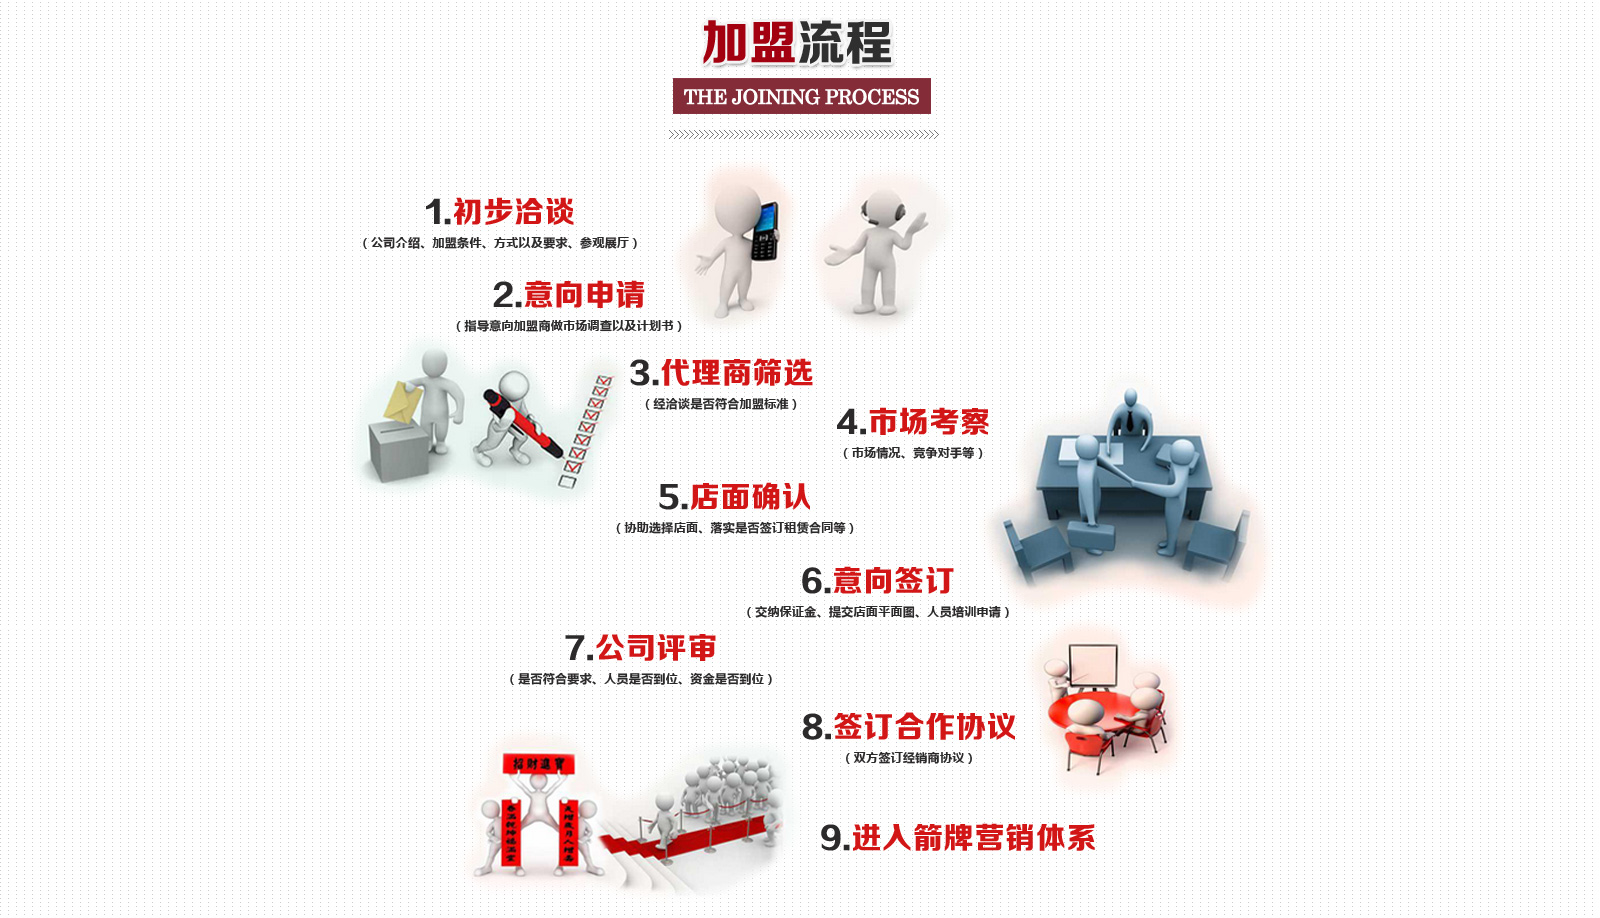 加盟流程
THE JOINING PROCESS
1.初步洽谈
（公司介绍、加盟条件、方式以及要求、参观展厅）
2.意向申请
（指导意向加盟商做市场调查以及计划书）
3.代理商筛选
（经洽谈是否符合加盟标准）
4.市场考察
（市场情况、竞争对手等）
5.店面确认
（协助选择店面、落实是否签订租赁合同等）
6.意向签订
（交纳保证金、提交店面平面图、人员培训申请）
7.公司评审
（是否符合要求、人员是否到位、资金是否到位）
8.签订合作协议
（双方签订经销商协议）
招財進寶
9.进入箭牌营销体系